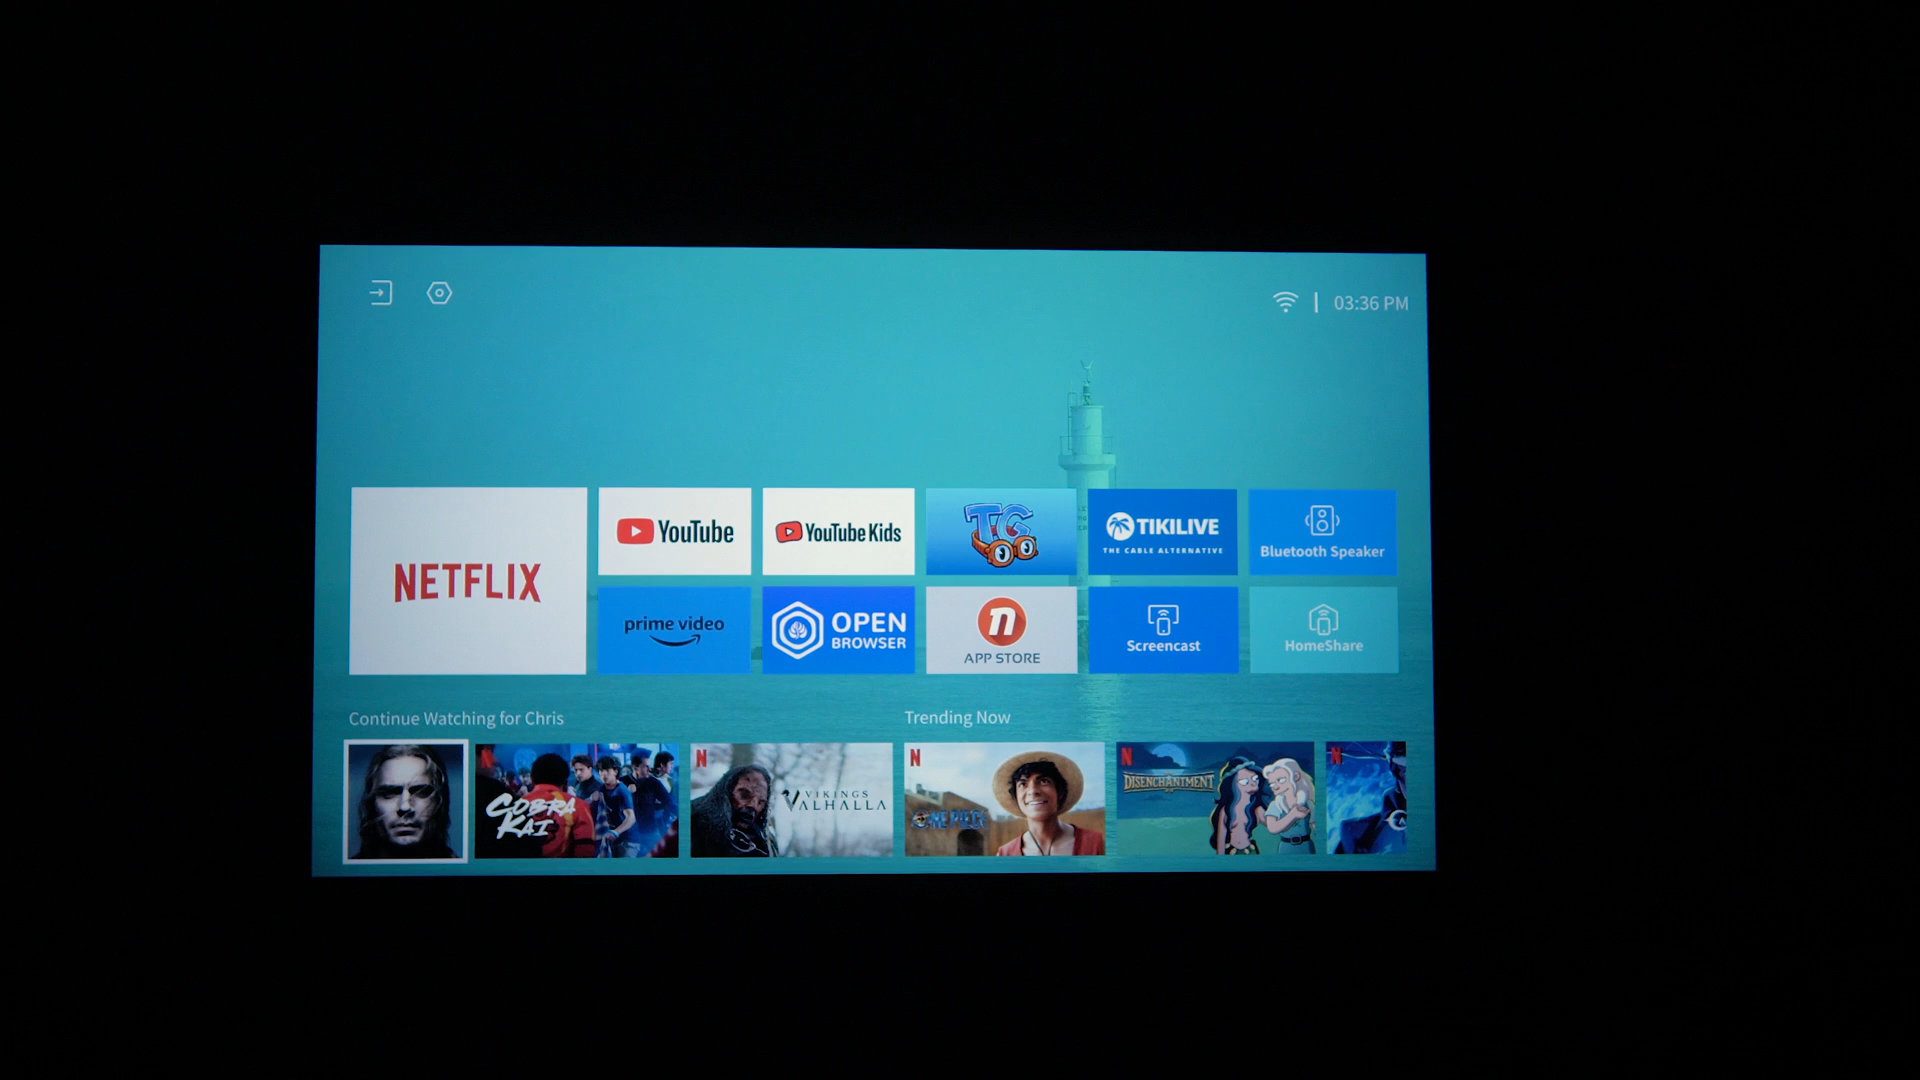 03:36 PM
NETFLIX
YouTube
YouTube Kids
TG
TIKILIVE
THE CABLE ALTERNATIVE
Bluetooth Speaker
prime video
OPEN
BROWSER
n
APP STORE
Screencast
HomeShare
Continue Watching for Chris
Trending Now
N
COBRA
KAI
N
VIKINGS
VALHALLA
N
ONE PIECE
N
DISENCHANTMENT
N